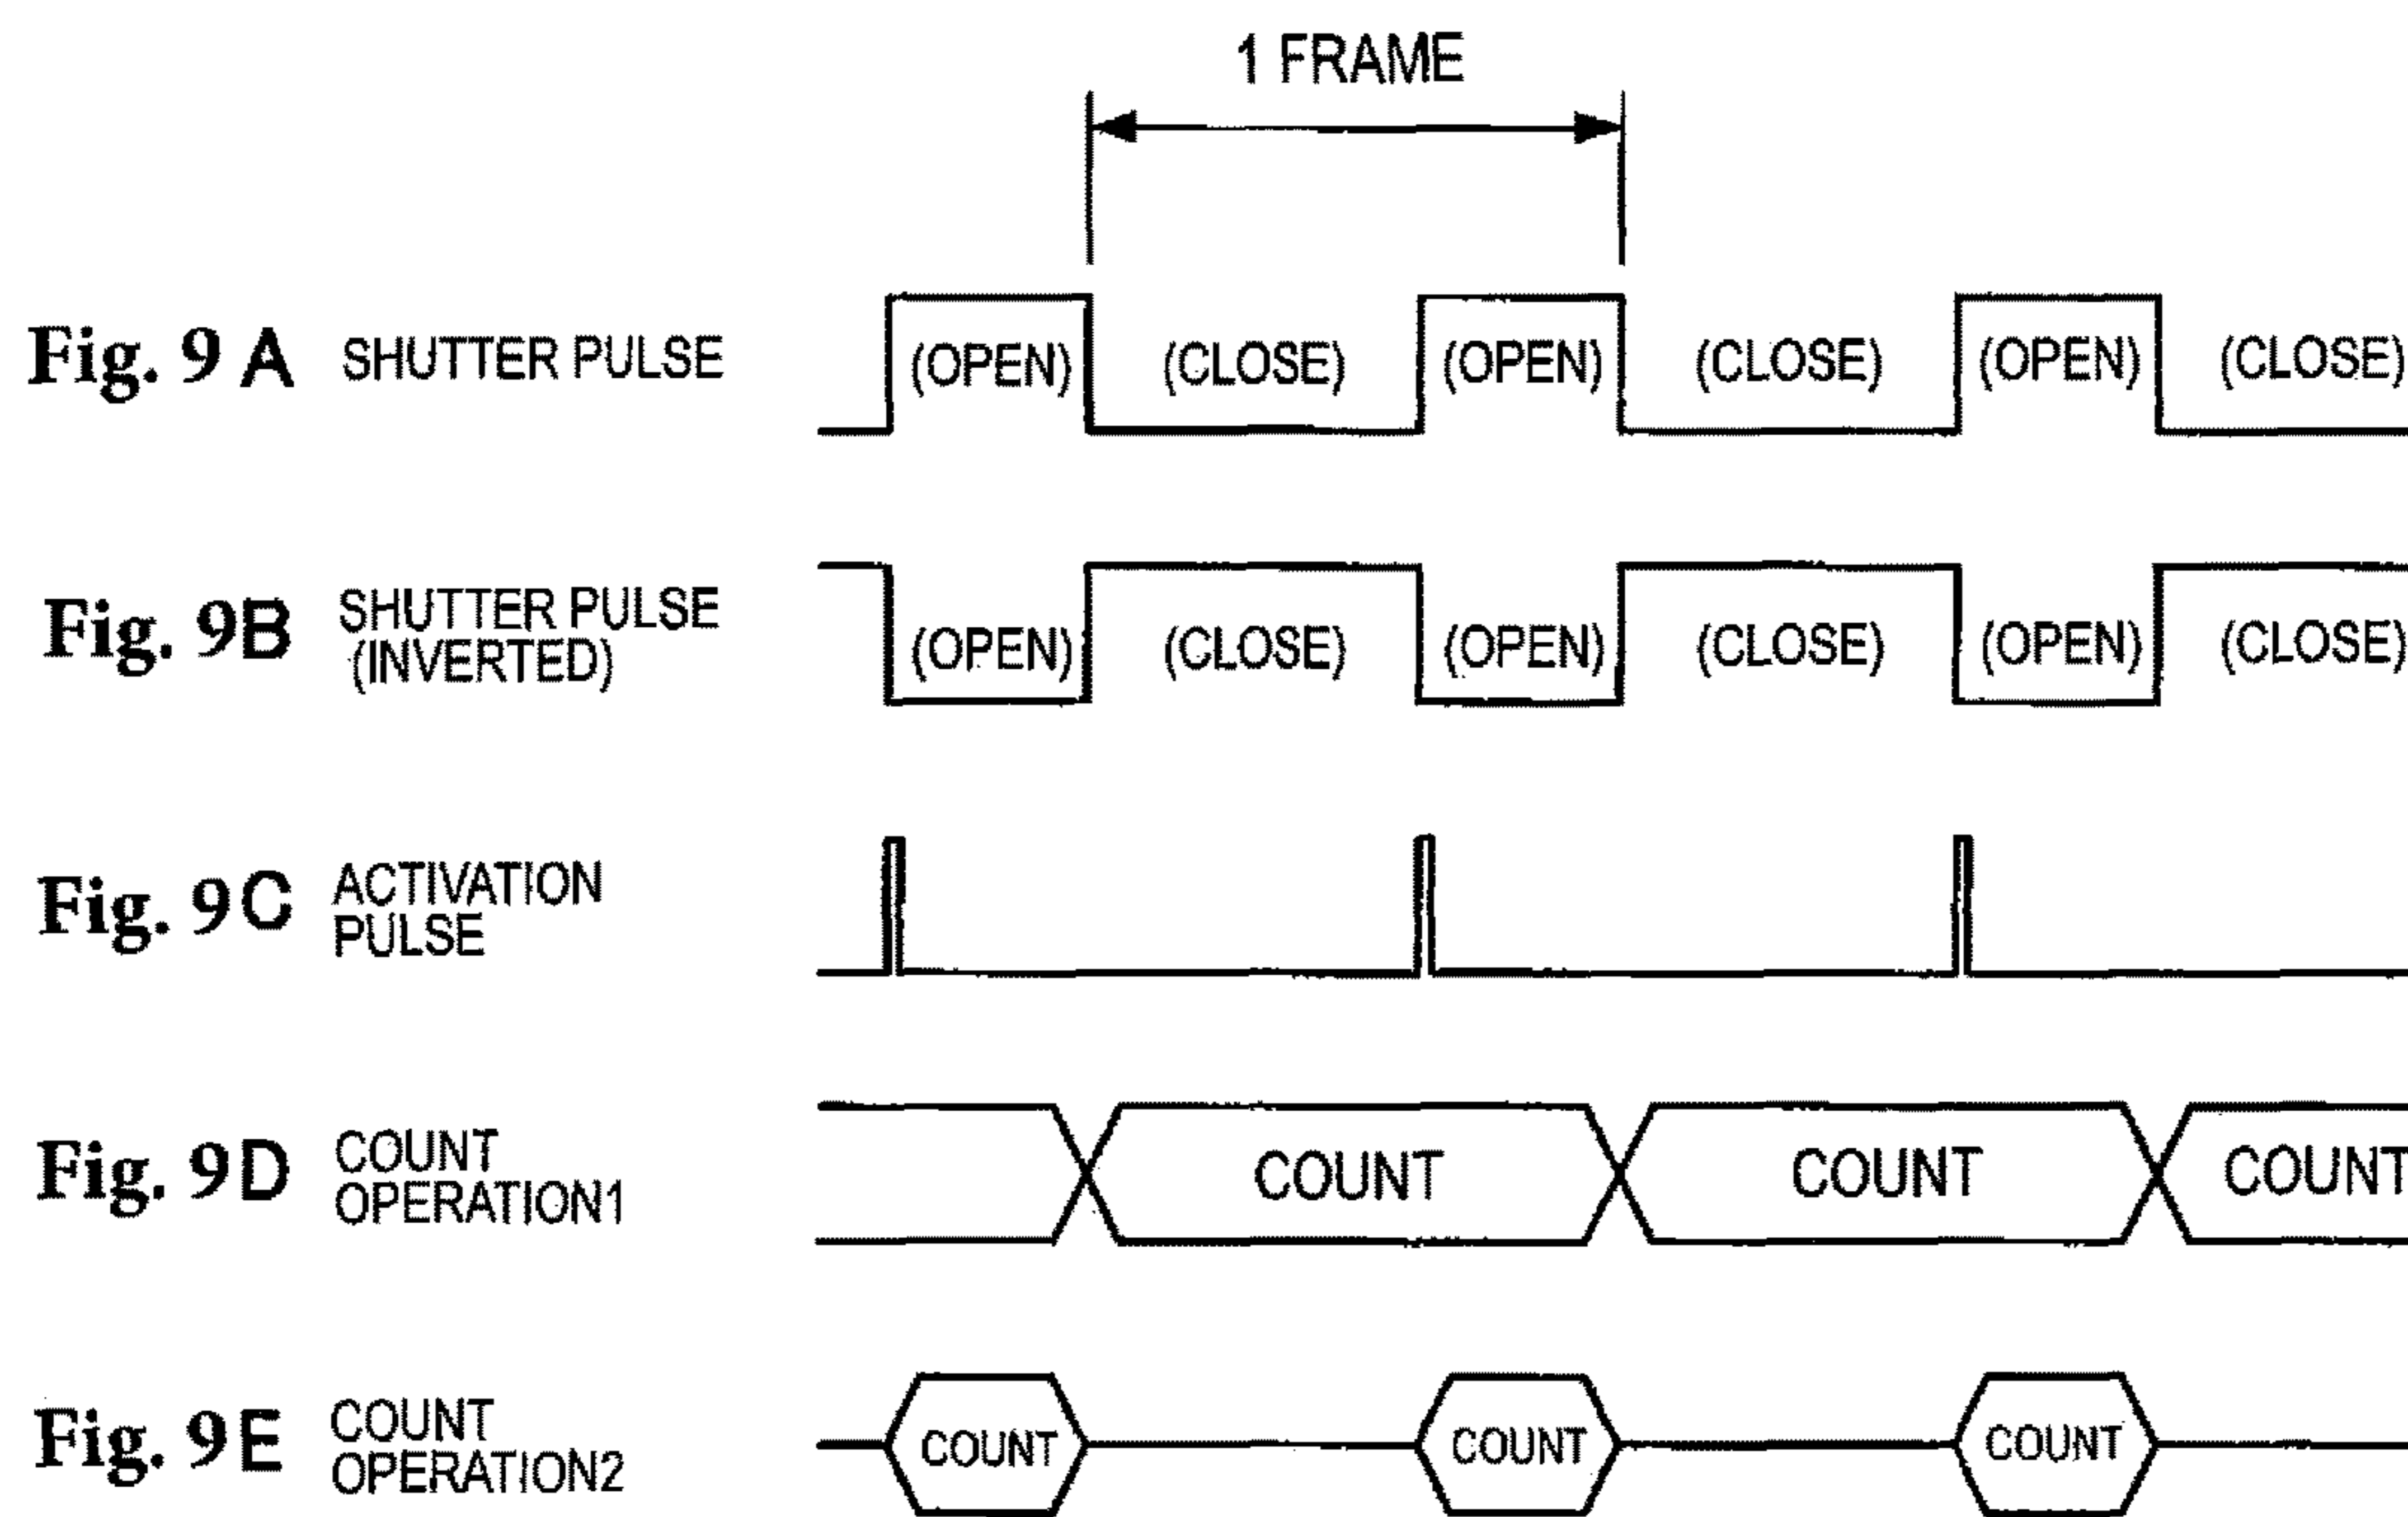 1 FRAME
Fig. 9 A SHUTTER PULSE (OPEN) (CLOSE) (OPEN) (CLOSE) (OPEN) (CLOSE)
Fig. 9B SHUTTER PULSE
(INVERTED) (OPEN) (CLOSE) (OPEN) (CLOSE) (OPEN) (CLOSE)
Fig. 9C ACTIVATION
PULSE
Fig. 9D COUNT
OPERATION1 COUNT COUNT COUNT
Fig. 9E COUNT
OPERATION2 COUNT COUNT COUNT